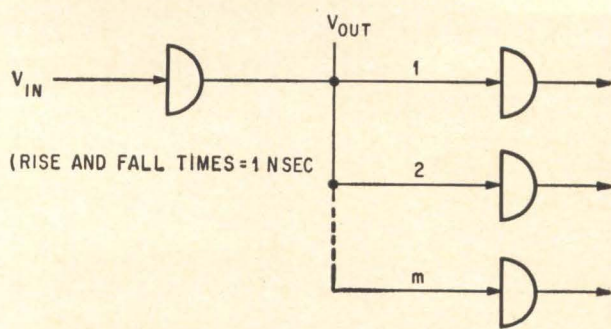 V_OUT
V_IN
1
(RISE AND FALL TIMES = 1 NSEC
2
m